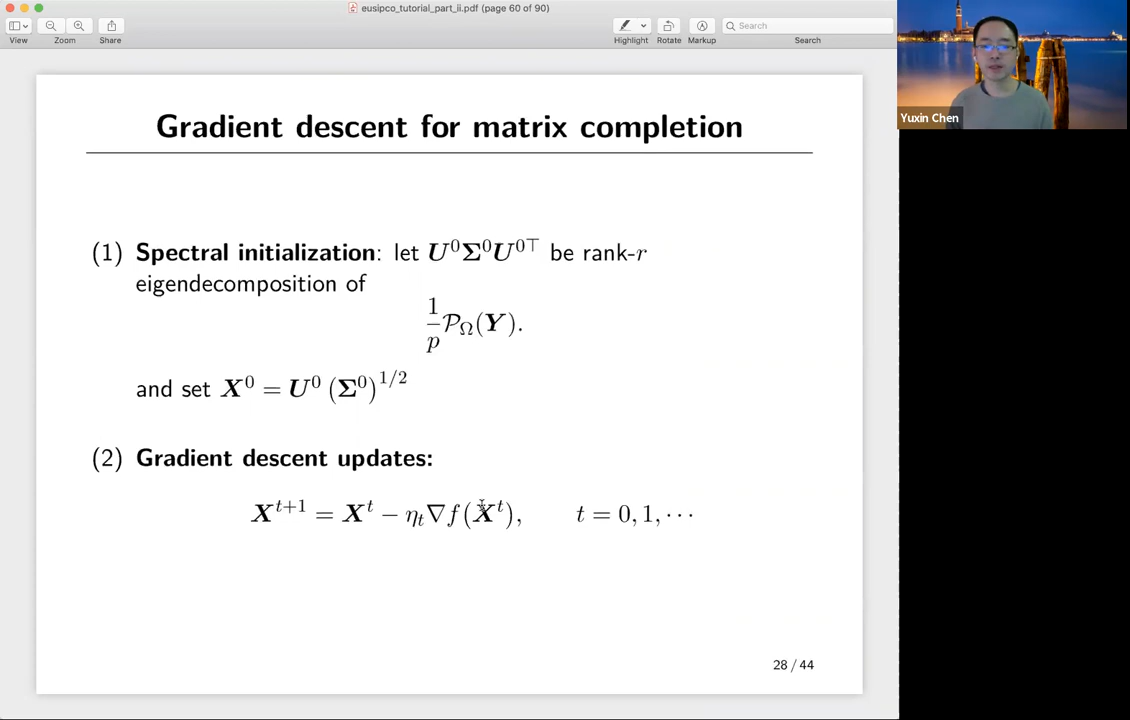 eusipco_tutorial_part_ii.pdf (page 60 of 90)
View Zoom Share Highlight Rotate Markup Search Search
Yuxin Chen
Gradient descent for matrix completion
(1) Spectral initialization: let U⁰Σ⁰U⁰⊤ be rank-r
eigendecomposition of
1/p P_Ω(Y).
and set X⁰ = U⁰ (Σ⁰)^{1/2}
(2) Gradient descent updates:
X^{t+1} = X^t − η_t∇f(X^t), t = 0, 1, ⋯
28 / 44